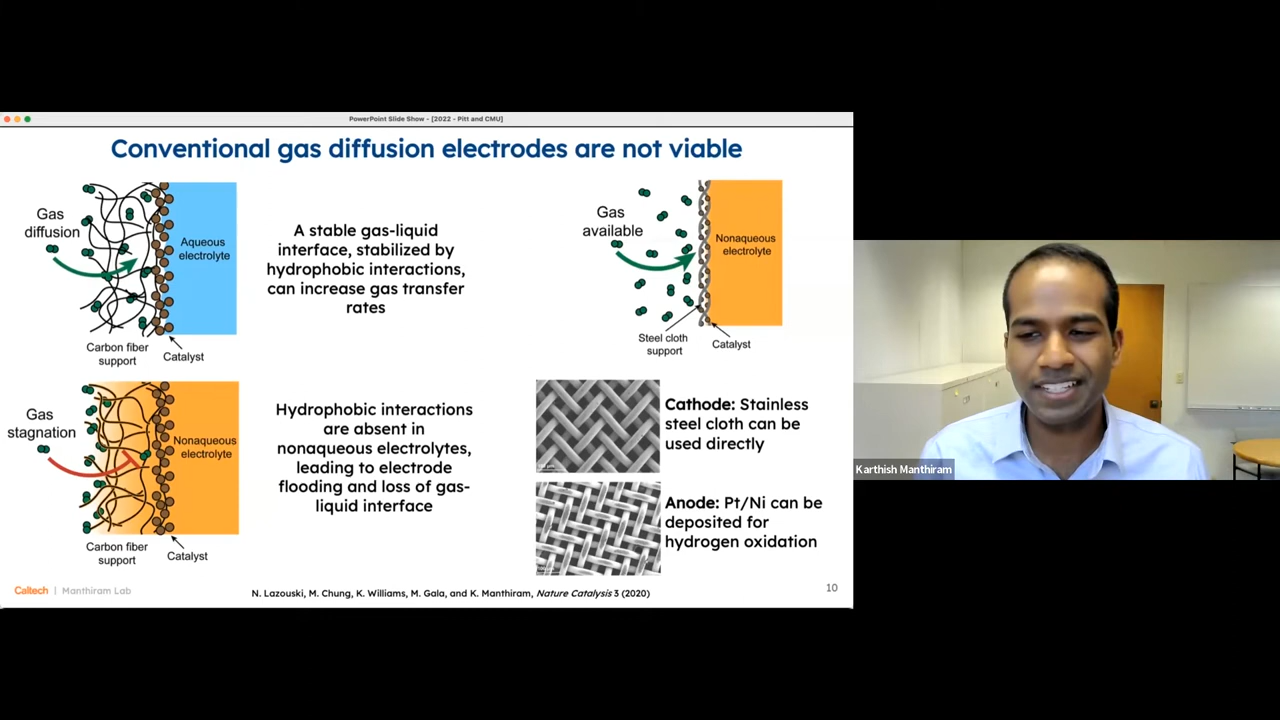 PowerPoint Slide Show - [2022 - Pitt and CMU]
Conventional gas diffusion electrodes are not viable
Gas
diffusion
Aqueous
electrolyte
Carbon fiber
support
Catalyst
A stable gas-liquid
interface, stabilized by
hydrophobic interactions,
can increase gas transfer
rates
Gas
available
Nonaqueous
electrolyte
Steel cloth
support
Catalyst
Gas
stagnation
Nonaqueous
electrolyte
Carbon fiber
support
Catalyst
Hydrophobic interactions
are absent in
nonaqueous electrolytes,
leading to electrode
flooding and loss of gas-
liquid interface
Cathode: Stainless
steel cloth can be
used directly
Anode: Pt/Ni can be
deposited for
hydrogen oxidation
Caltech | Manthiram Lab
N. Lazouski, M. Chung, K. Williams, M. Gala, and K. Manthiram, Nature Catalysis 3 (2020)
10
Karthish Manthiram